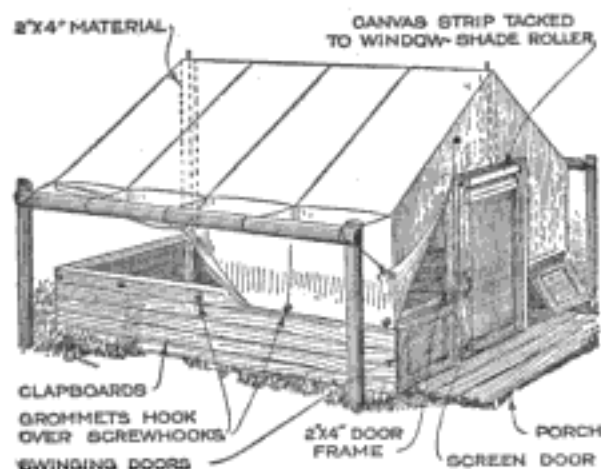 2"X4" MATERIAL
CANVAS STRIP TACKED
TO WINDOW-SHADE ROLLER
CLAPBOARDS
GROMMETS HOOK
OVER SCREWHOOKS
SWINGING DOORS
2"X4" DOOR
FRAME
PORCH
SCREEN DOOR